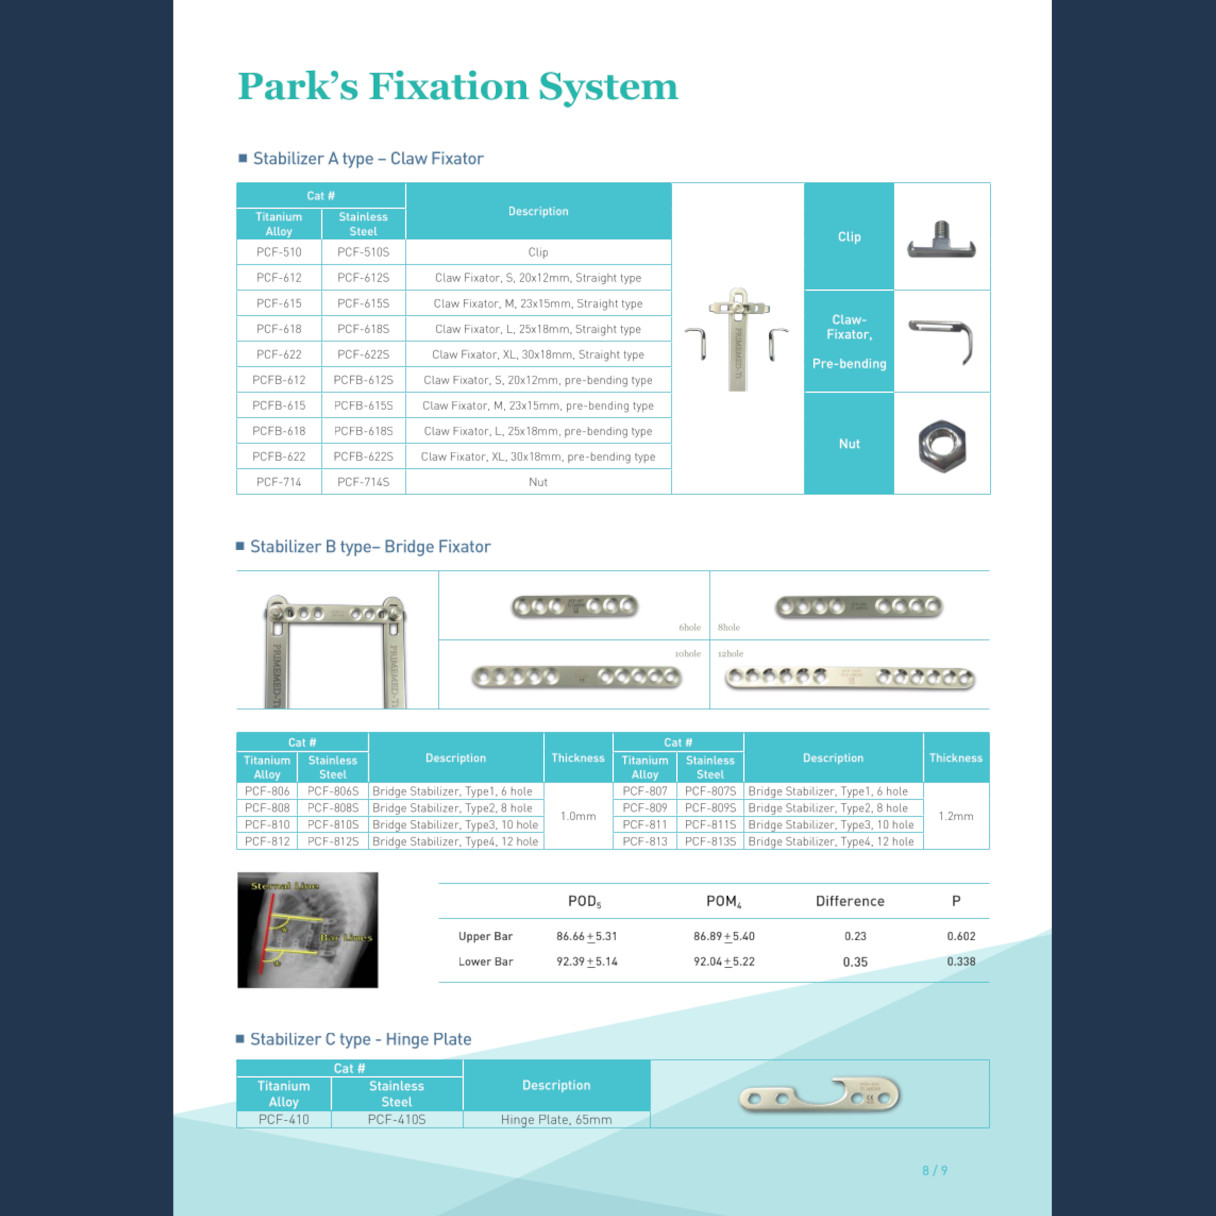 Park's Fixation System
■ Stabilizer A type – Claw Fixator
Cat #
Titanium Alloy Stainless Steel Description
PCF-510 PCF-510S Clip
PCF-612 PCF-612S Claw Fixator, S, 20x12mm, Straight type
PCF-615 PCF-615S Claw Fixator, M, 23x15mm, Straight type
PCF-618 PCF-618S Claw Fixator, L, 25x18mm, Straight type
PCF-622 PCF-622S Claw Fixator, XL, 30x18mm, Straight type
PCFB-612 PCFB-612S Claw Fixator, S, 20x12mm, pre-bending type
PCFB-615 PCFB-615S Claw Fixator, M, 23x15mm, pre-bending type
PCFB-618 PCFB-618S Claw Fixator, L, 25x18mm, pre-bending type
PCFB-622 PCFB-622S Claw Fixator, XL, 30x18mm, pre-bending type
PCF-714 PCF-714S Nut
PRIMEMED-Ti
Clip
Claw-
Fixator,
Pre-bending
Nut
■ Stabilizer B type– Bridge Fixator
PRIMEMED-Ti PRIMEMED-Ti
6hole 8hole
10hole 12hole
Cat # Cat #
Titanium Alloy Stainless Steel Description Thickness Titanium Alloy Stainless Steel Description Thickness
PCF-806 PCF-806S Bridge Stabilizer, Type1, 6 hole PCF-807 PCF-807S Bridge Stabilizer, Type1, 6 hole
PCF-808 PCF-808S Bridge Stabilizer, Type2, 8 hole 1.0mm PCF-809 PCF-809S Bridge Stabilizer, Type2, 8 hole 1.2mm
PCF-810 PCF-810S Bridge Stabilizer, Type3, 10 hole PCF-811 PCF-811S Bridge Stabilizer, Type3, 10 hole
PCF-812 PCF-812S Bridge Stabilizer, Type4, 12 hole PCF-813 PCF-813S Bridge Stabilizer, Type4, 12 hole
Sternal Line
Bar Lines
POD5 POM4 Difference P
Upper Bar 86.66±5.31 86.89±5.40 0.23 0.602
Lower Bar 92.39±5.14 92.04±5.22 0.35 0.338
■ Stabilizer C type - Hinge Plate
Cat #
Titanium Alloy Stainless Steel Description
PCF-410 PCF-410S Hinge Plate, 65mm
8 / 9